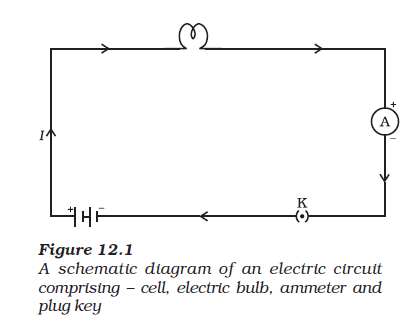 +
A
−
I
K
+
−
Figure 12.1
A schematic diagram of an electric circuit
comprising – cell, electric bulb, ammeter and
plug key